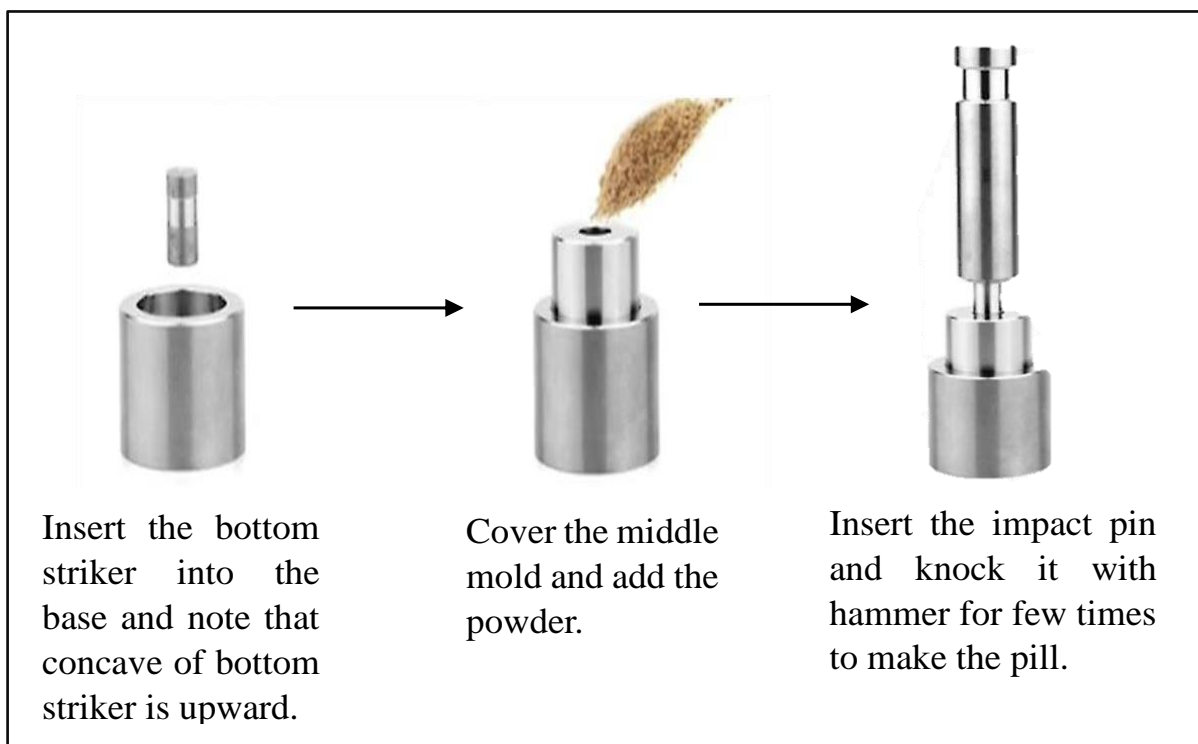 Insert the bottom
striker into the
base and note that
concave of bottom
striker is upward.
Cover the middle
mold and add the
powder.
Insert the impact pin
and knock it with
hammer for few times
to make the pill.